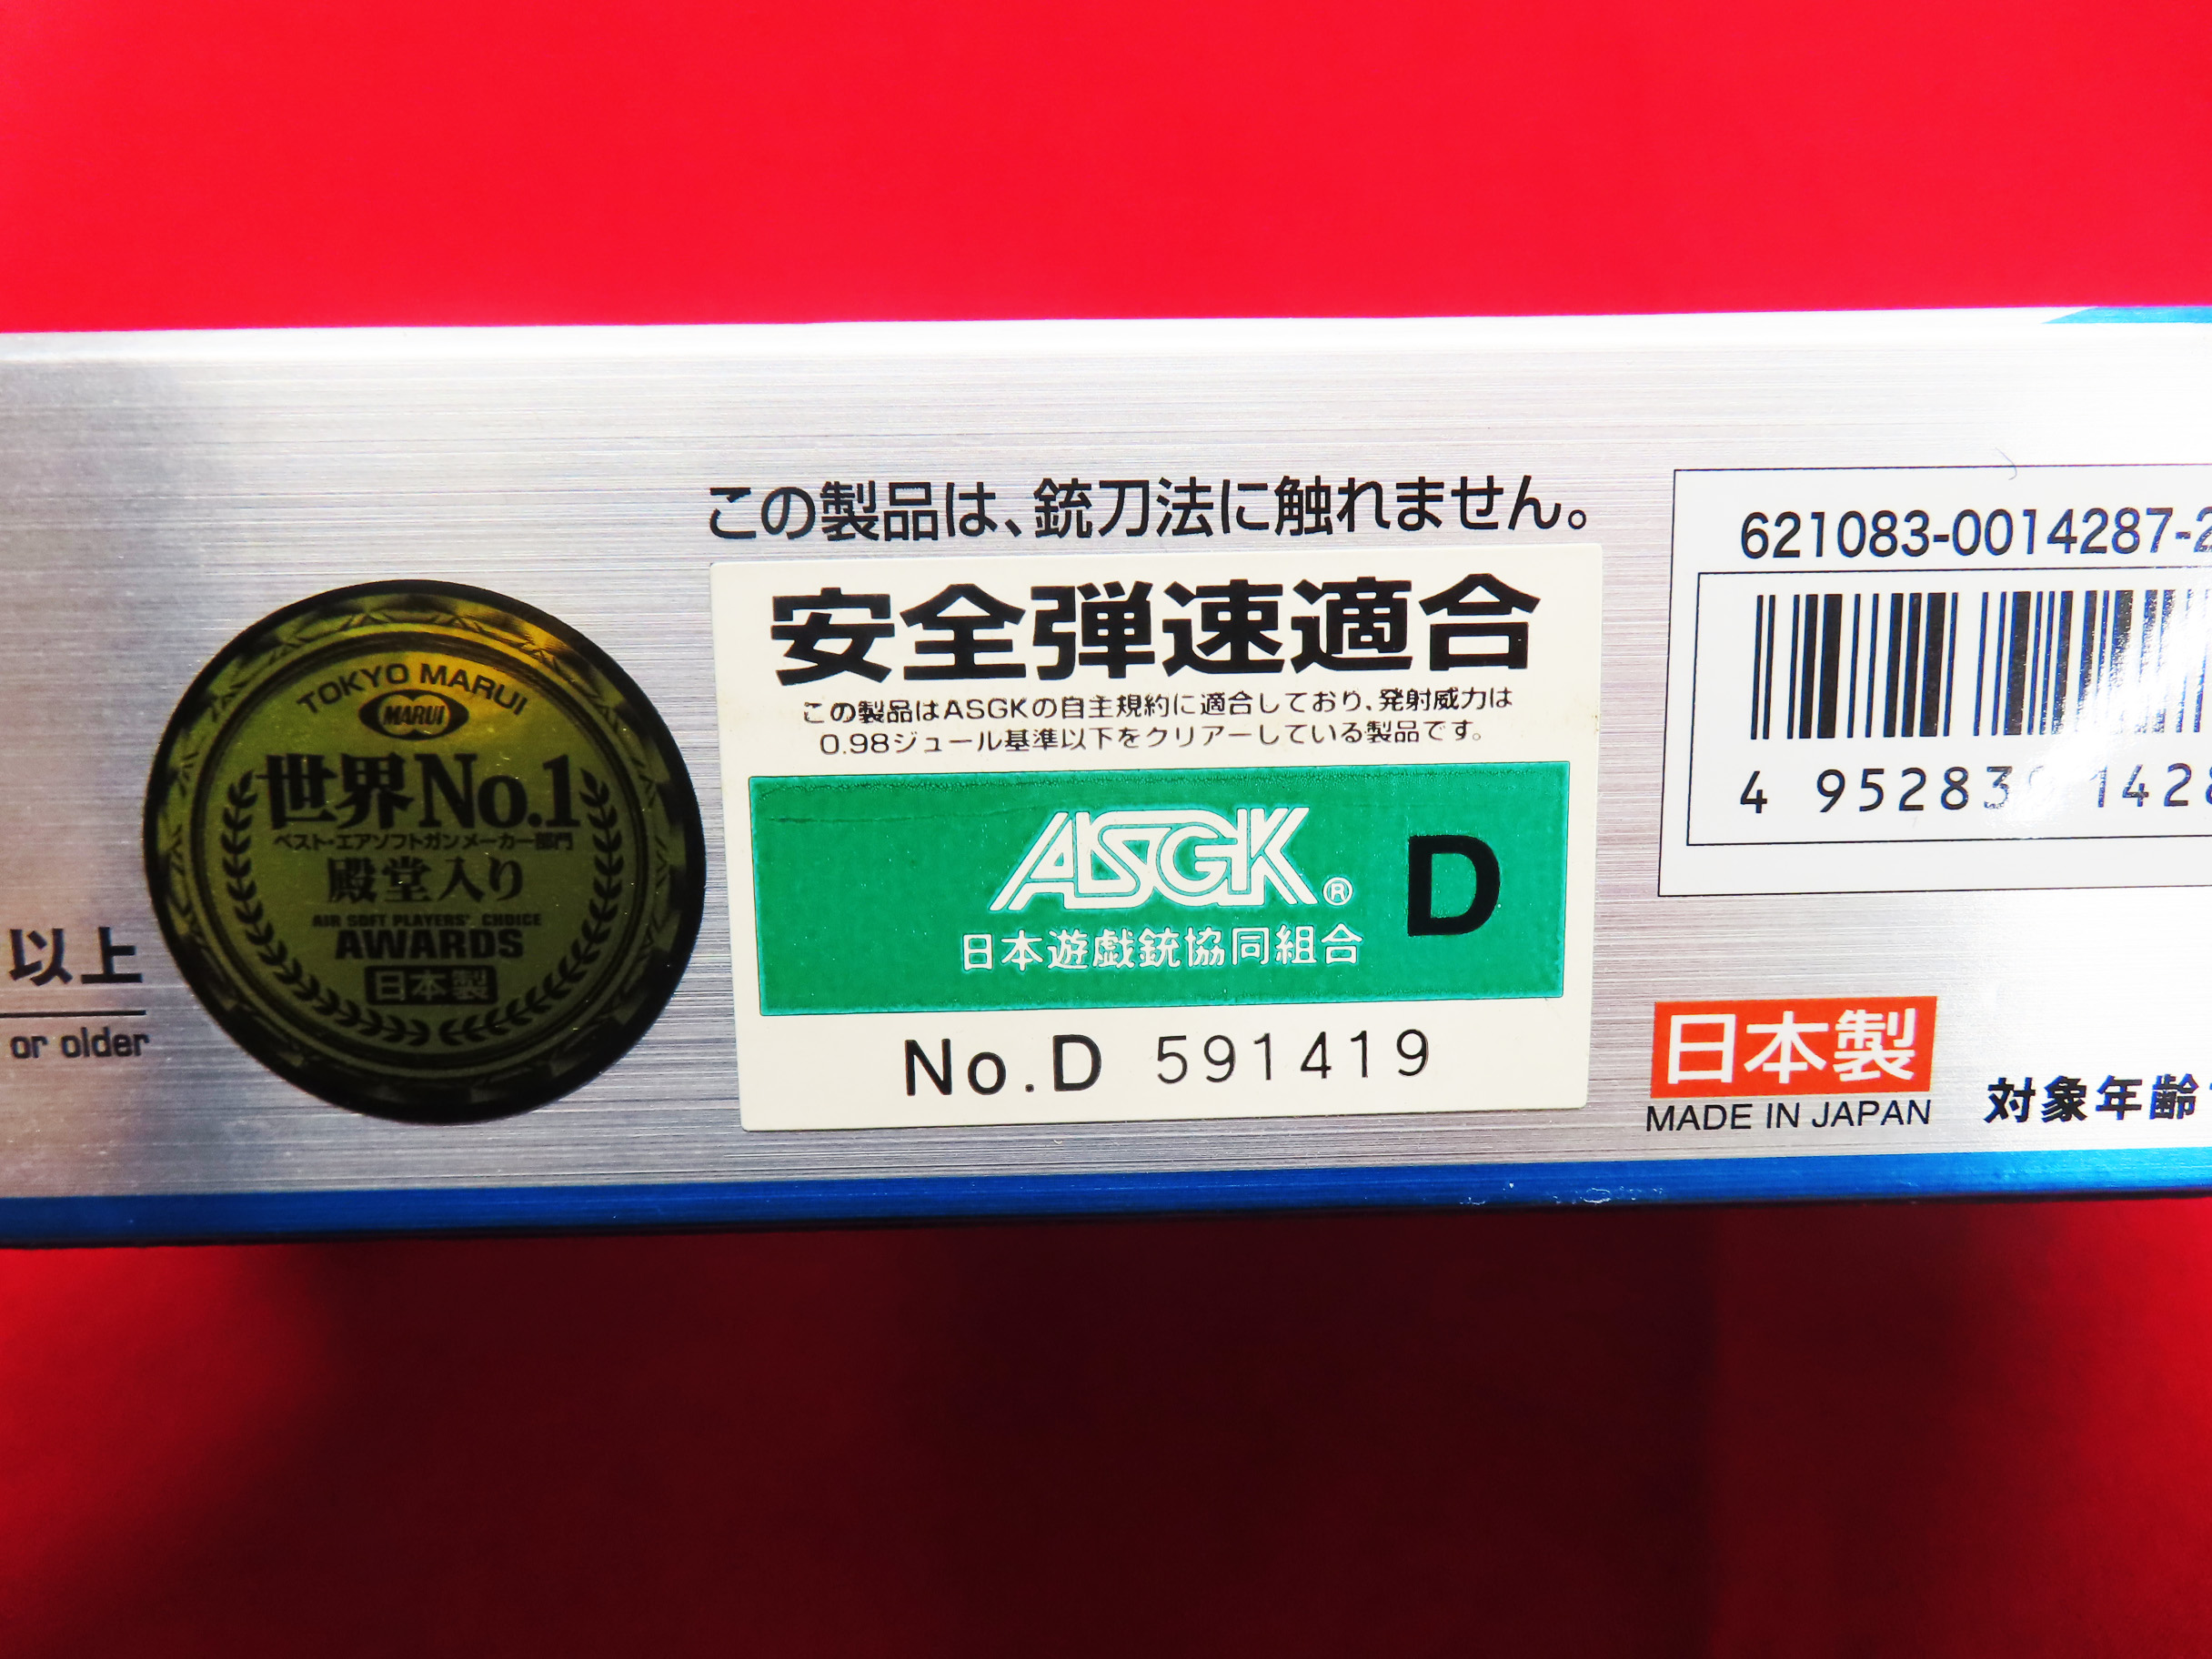 以上
or older
TOKYO MARUI
MARUI
世界No.1
ベスト・エアソフトガンメーカー部門
殿堂入り
AIR SOFT PLAYERS' CHOICE
AWARDS
日本製
この製品は、銃刀法に触れません。
安全弾速適合
この製品はASGKの自主規約に適合しており、発射威力は
0.98ジュール基準以下をクリアーしている製品です。
ASGK® D
日本遊戯銃協同組合
No.D 591419
621083-0014287-2
4 952839 1428
日本製
MADE IN JAPAN
対象年齢